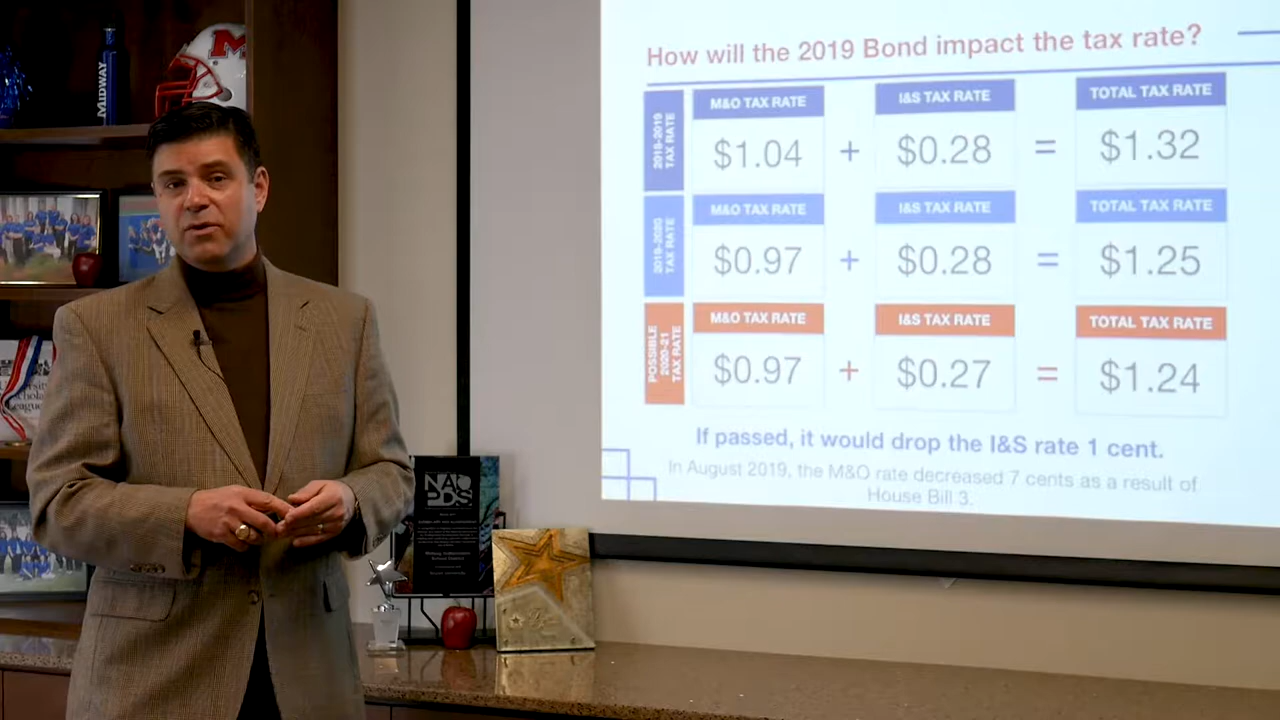 MIDWAY
M
How will the 2019 Bond impact the tax rate?
2018-2019
TAX RATE
M&O TAX RATE
$1.04
+
I&S TAX RATE
$0.28
=
TOTAL TAX RATE
$1.32
2019-2020
TAX RATE
M&O TAX RATE
$0.97
+
I&S TAX RATE
$0.28
=
TOTAL TAX RATE
$1.25
POSSIBLE
2020-21
TAX RATE
M&O TAX RATE
$0.97
+
I&S TAX RATE
$0.27
=
TOTAL TAX RATE
$1.24
If passed, it would drop the I&S rate 1 cent.
In August 2019, the M&O rate decreased 7 cents as a result of
House Bill 3.
League